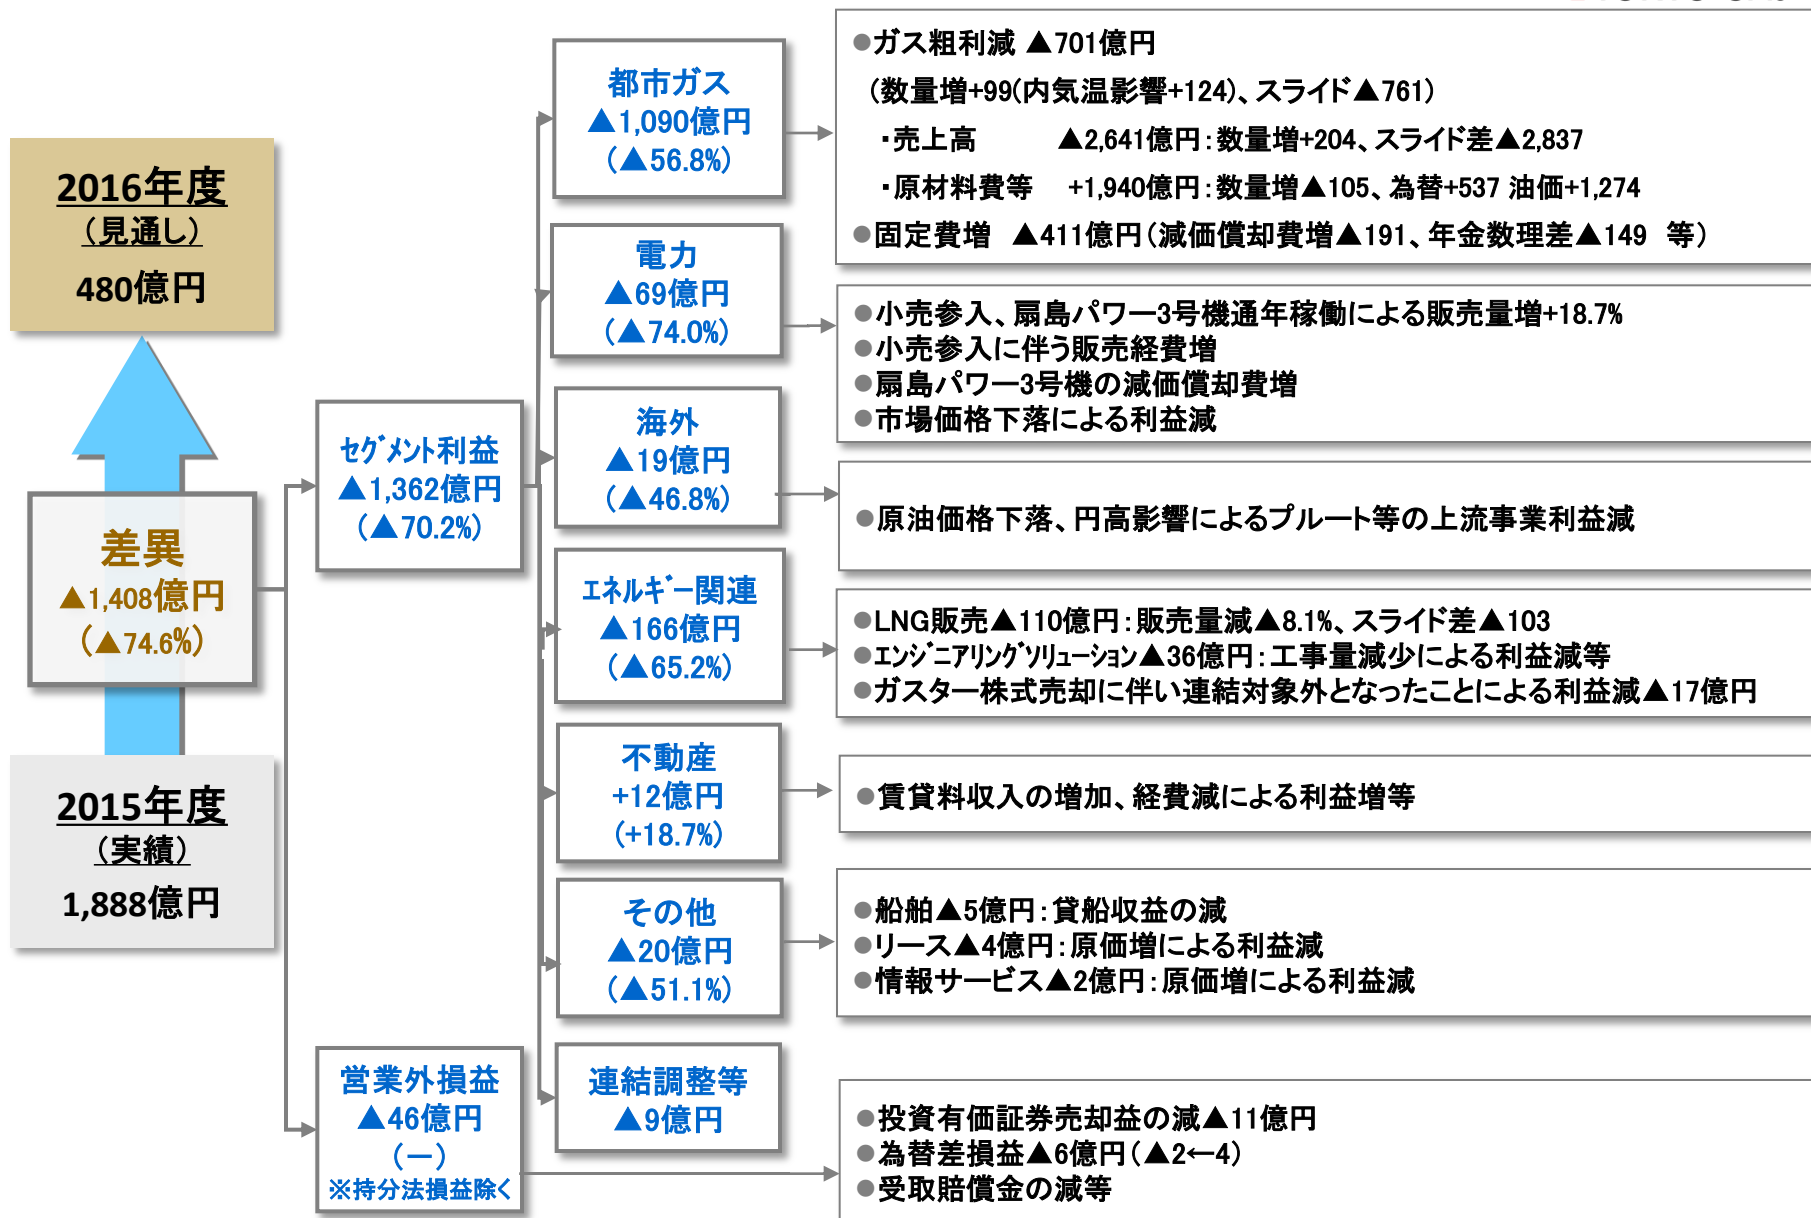 2016年度
（見通し）
480億円
差異
▲1,408億円
（▲74.6%）
2015年度
（実績）
1,888億円
ｾｸﾞﾒﾝﾄ利益
▲1,362億円
（▲70.2%）
営業外損益
▲46億円
（－）
※持分法損益除く
都市ガス
▲1,090億円
（▲56.8%）
●ガス粗利減 ▲701億円
（数量増+99(内気温影響+124)、スライド▲761）
・売上高 ▲2,641億円：数量増+204、スライド差▲2,837
・原材料費等 +1,940億円：数量増▲105、為替+537 油価+1,274
●固定費増 ▲411億円（減価償却費増▲191、年金数理差▲149 等）
電力
▲69億円
（▲74.0%）
●小売参入、扇島パワー3号機通年稼働による販売量増+18.7%
●小売参入に伴う販売経費増
●扇島パワー3号機の減価償却費増
●市場価格下落による利益減
海外
▲19億円
（▲46.8%）
●原油価格下落、円高影響によるプルート等の上流事業利益減
ｴﾈﾙｷﾞｰ関連
▲166億円
（▲65.2%）
●LNG販売▲110億円：販売量減▲8.1%、スライド差▲103
●ｴﾝｼﾞﾆｱﾘﾝｸﾞｿﾘｭｰｼｮﾝ▲36億円：工事量減少による利益減等
●ガスター株式売却に伴い連結対象外となったことによる利益減▲17億円
不動産
+12億円
（+18.7%）
●賃貸料収入の増加、経費減による利益増等
その他
▲20億円
（▲51.1%）
●船舶▲5億円：貸船収益の減
●リース▲4億円：原価増による利益減
●情報サービス▲2億円：原価増による利益減
連結調整等
▲9億円
●投資有価証券売却益の減▲11億円
●為替差損益▲6億円（▲2←4）
●受取賠償金の減等